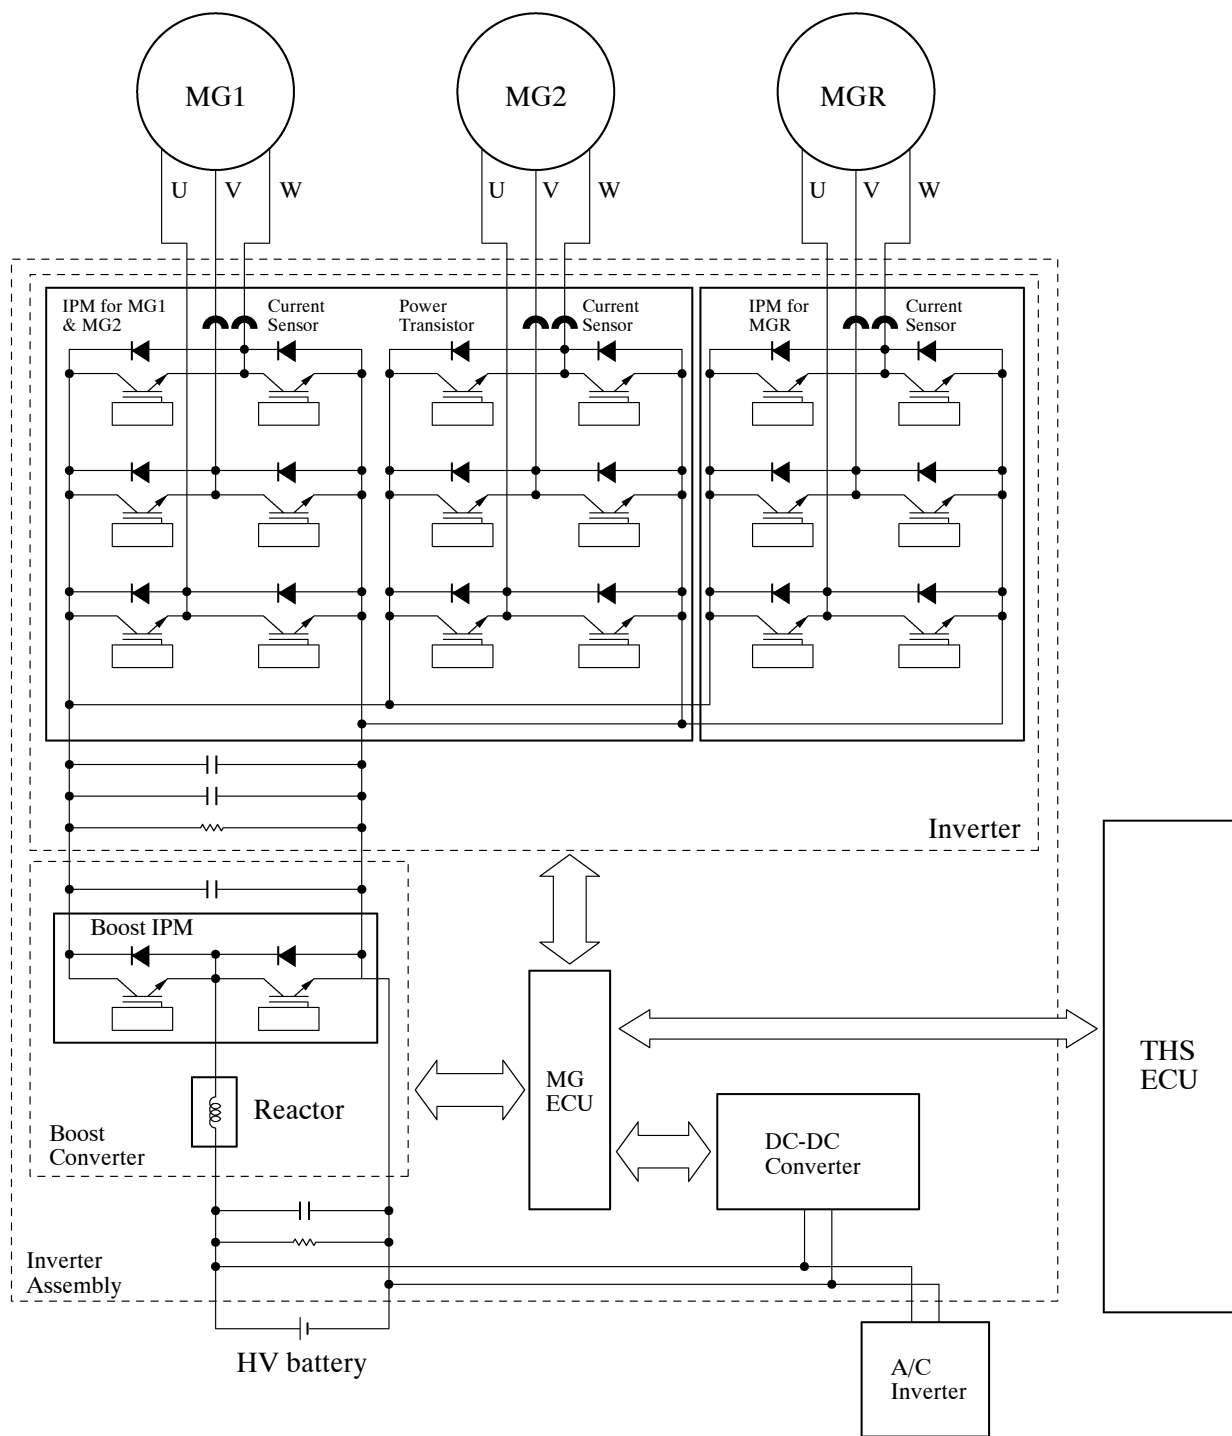 MG1
MG2
MGR
U
V
W
U
V
W
U
V
W
IPM for MG1
& MG2
Current
Sensor
Power
Transistor
Current
Sensor
IPM for
MGR
Current
Sensor
Inverter
Boost IPM
Reactor
Boost
Converter
MG
ECU
THS
ECU
DC-DC
Converter
Inverter
Assembly
HV battery
A/C
Inverter